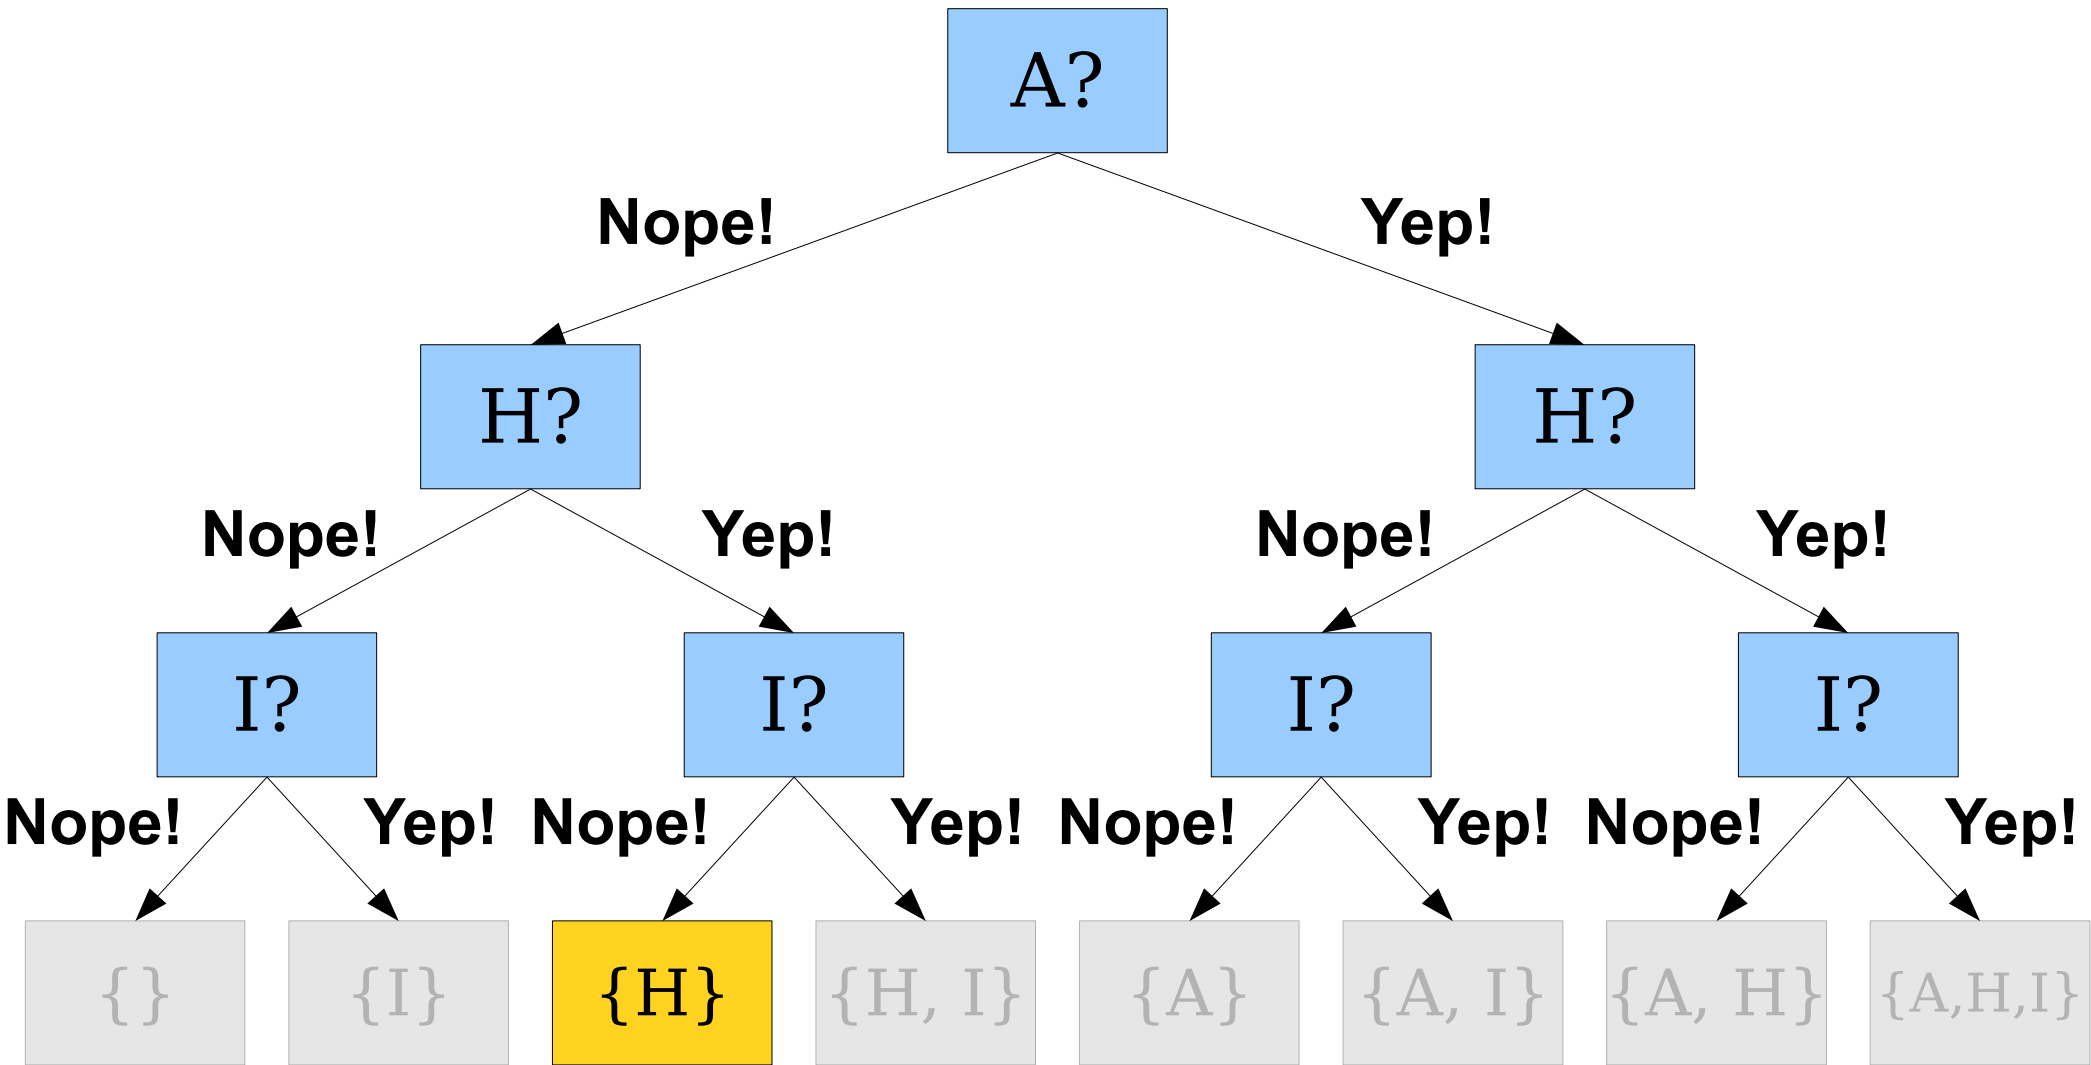 A?
Nope! Yep!
H? H?
Nope! Yep! Nope! Yep!
I? I? I? I?
Nope! Yep! Nope! Yep! Nope! Yep! Nope! Yep!
{} {I} {H} {H, I} {A} {A, I} {A, H} {A,H,I}